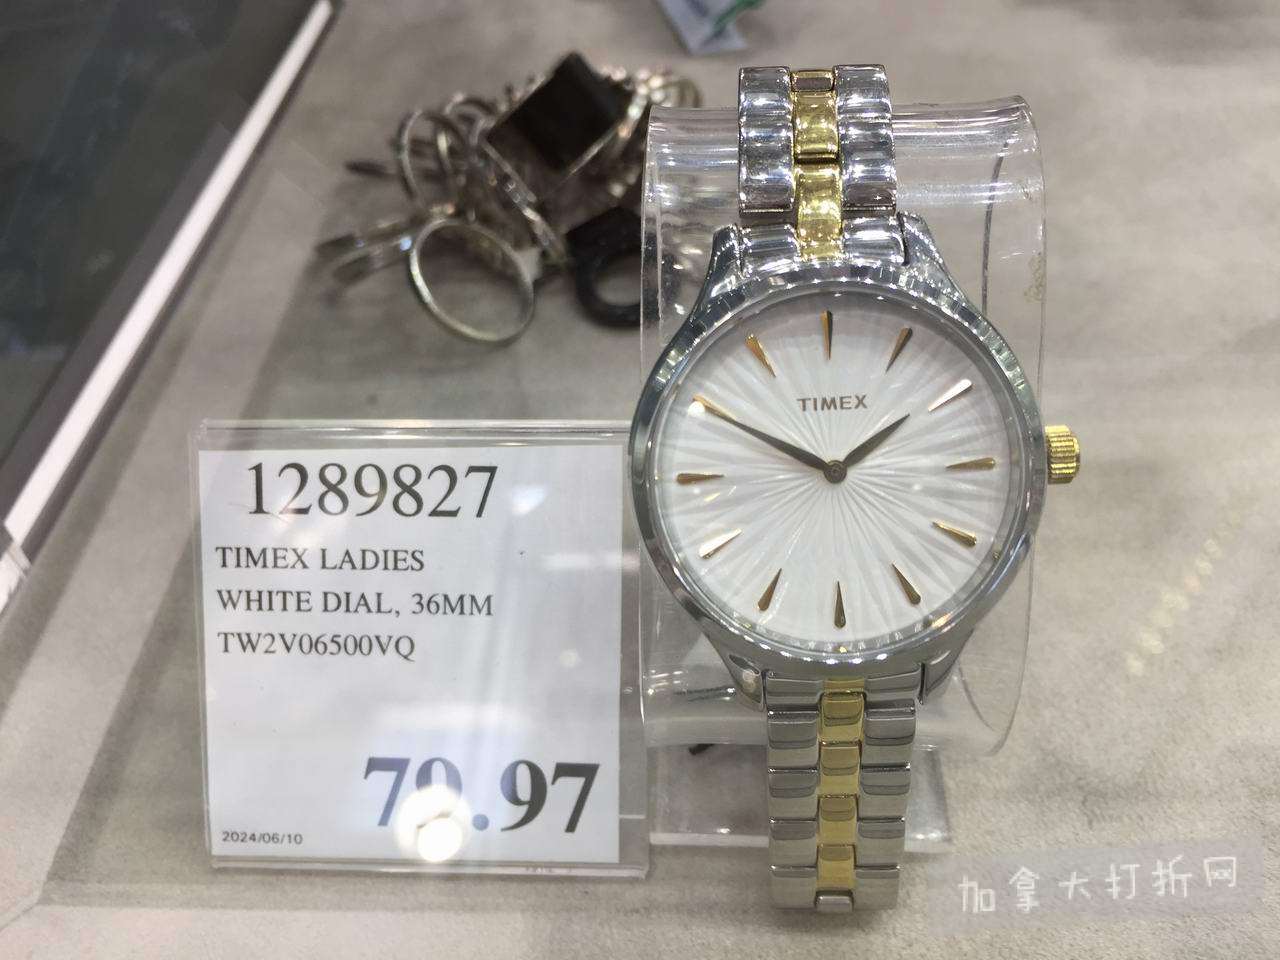 TIMEX
1289827
TIMEX LADIES
WHITE DIAL, 36MM
TW2V06500VQ
79.97
2024/06/10
加拿大打折网